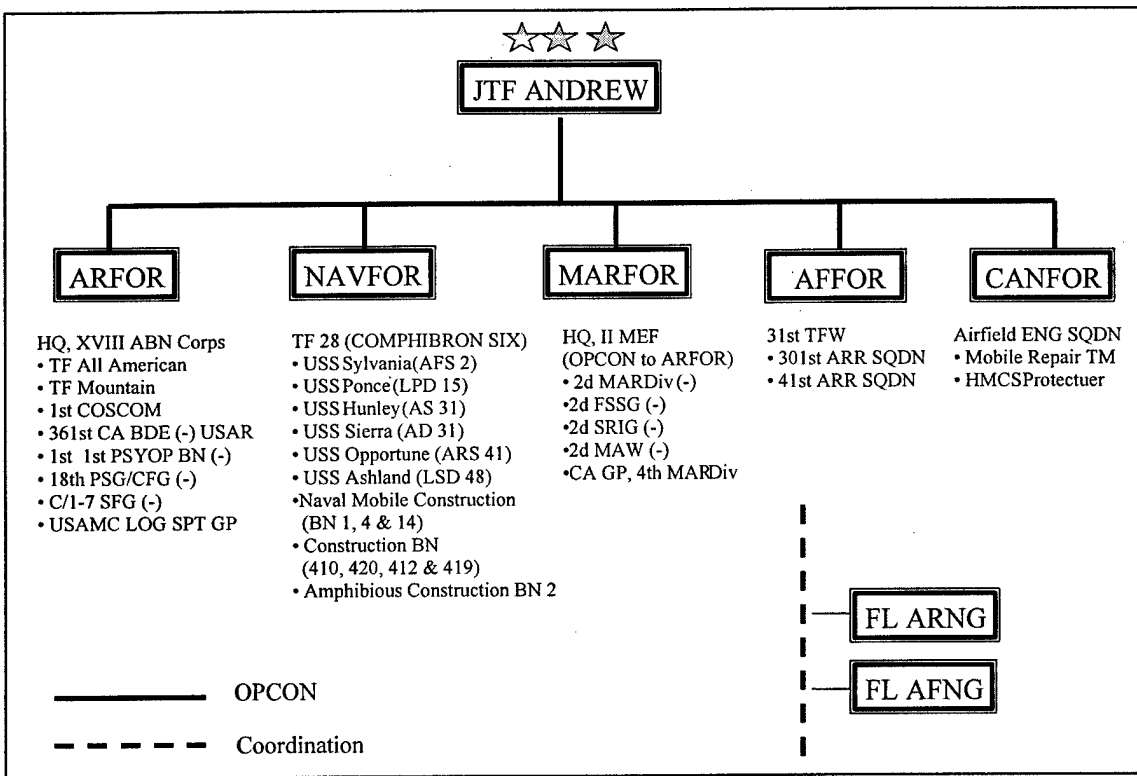 JTF ANDREW
ARFOR
HQ, XVIII ABN Corps
• TF All American
• TF Mountain
• 1st COSCOM
• 361st CA BDE (-) USAR
• 1st 1st PSYOP BN (-)
• 18th PSG/CFG (-)
• C/1-7 SFG (-)
• USAMC LOG SPT GP
NAVFOR
TF 28 (COMPHIBRON SIX)
• USS Sylvania(AFS 2)
• USS Ponce(LPD 15)
• USS Hunley(AS 31)
• USS Sierra (AD 31)
• USS Opportune (ARS 41)
• USS Ashland (LSD 48)
•Naval Mobile Construction
(BN 1, 4 & 14)
• Construction BN
(410, 420, 412 & 419)
• Amphibious Construction BN 2
MARFOR
HQ, II MEF
(OPCON to ARFOR)
• 2d MARDiv (-)
•2d FSSG (-)
•2d SRIG (-)
•2d MAW (-)
•CA GP, 4th MARDiv
AFFOR
31st TFW
• 301st ARR SQDN
• 41st ARR SQDN
CANFOR
Airfield ENG SQDN
• Mobile Repair TM
• HMCSProtectuer
FL ARNG
FL AFNG
OPCON
Coordination